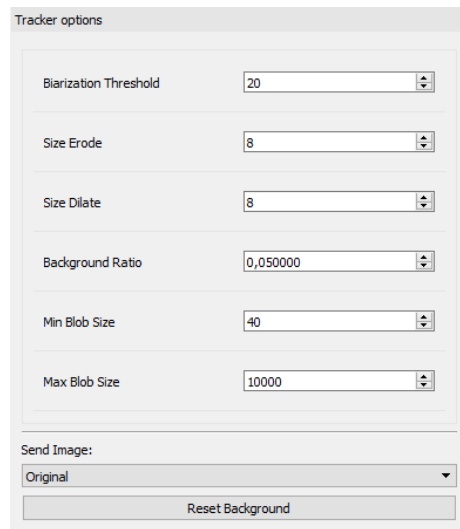 Tracker options
Biarization Threshold 20
Size Erode 8
Size Dilate 8
Background Ratio 0,050000
Min Blob Size 40
Max Blob Size 10000
Send Image:
Original
Reset Background